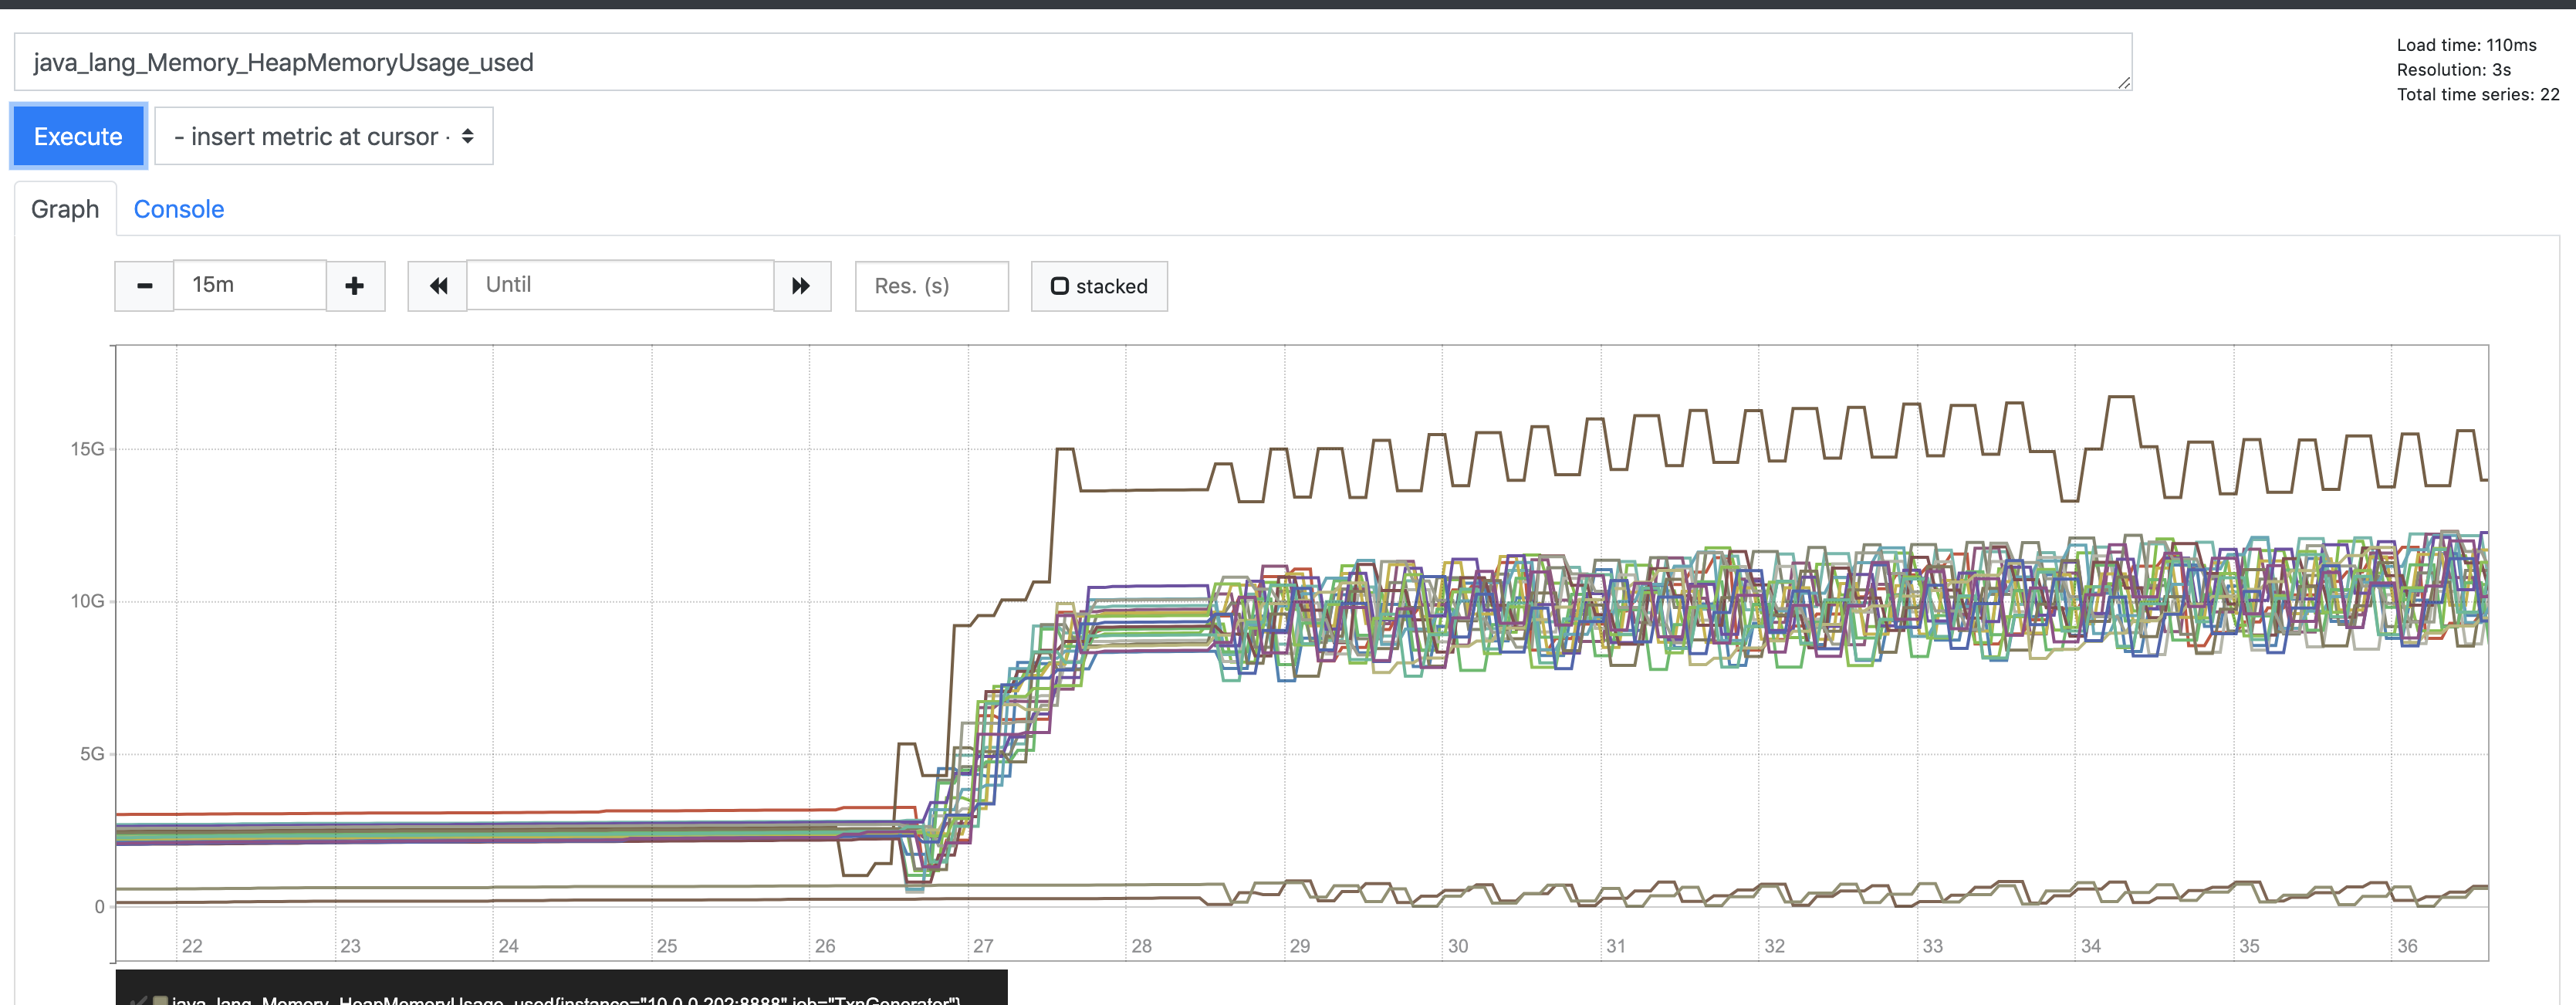 java_lang_Memory_HeapMemoryUsage_used
Load time: 110ms
Resolution: 3s
Total time series: 22
Execute
- insert metric at cursor -
Graph Console
15m Until Res. (s) stacked
15G
10G
5G
0
22 23 24 25 26 27 28 29 30 31 32 33 34 35 36
java_lang_Memory_HeapMemoryUsage_used{instance="10.0.0.202:8888",job="TxnGenerator"}